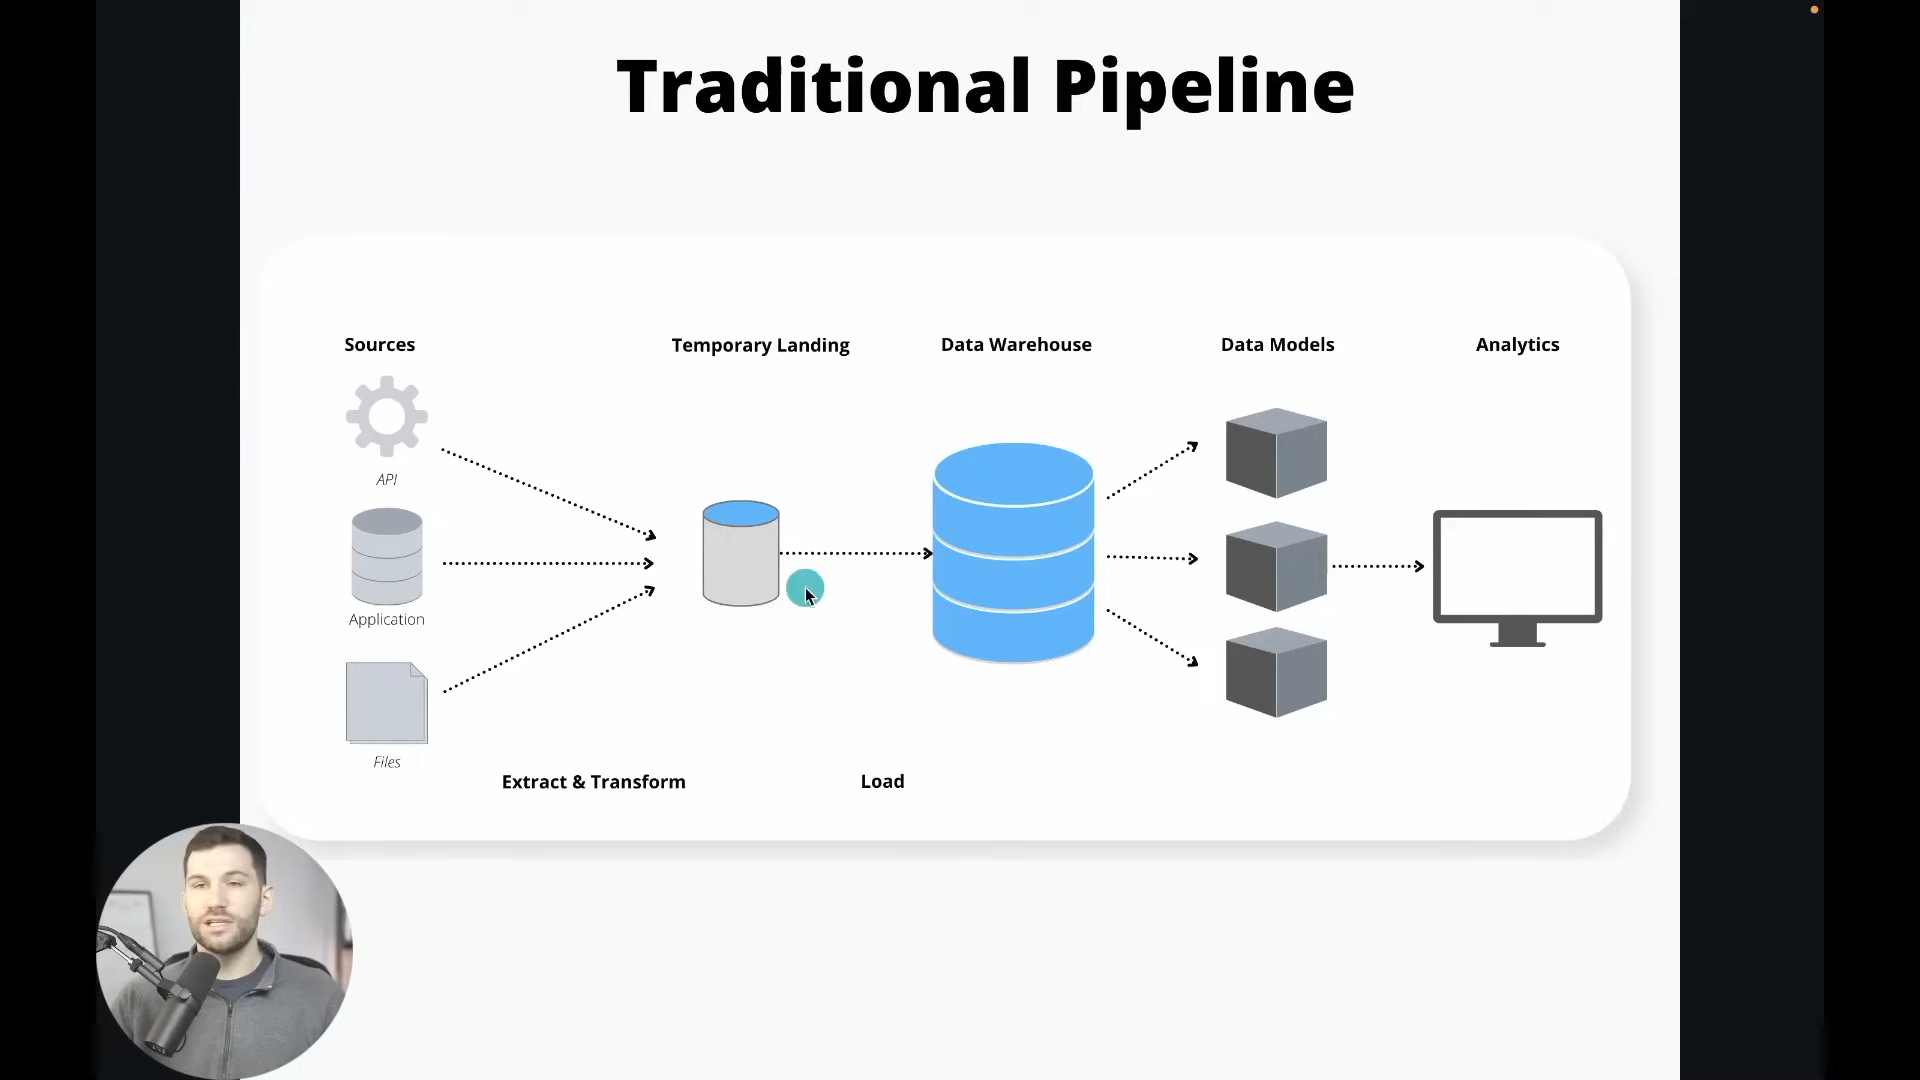 Traditional Pipeline
Sources
Temporary Landing
Data Warehouse
Data Models
Analytics
API
Application
Files
Extract & Transform
Load